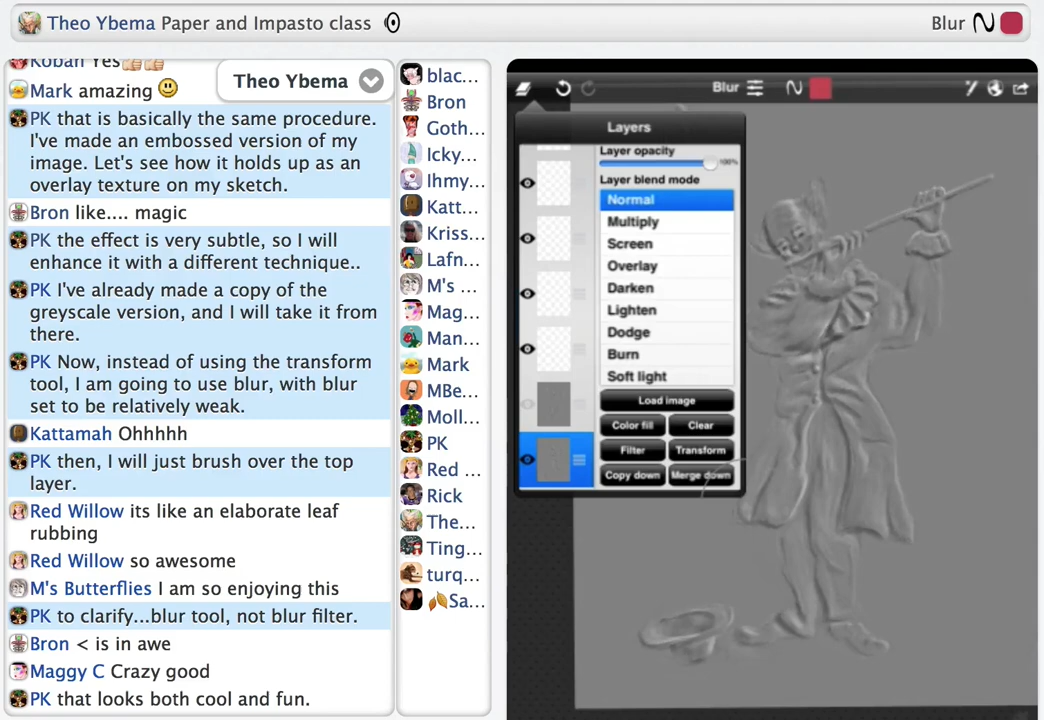 Theo Ybema Paper and Impasto class
Blur
Koban Yes
Theo Ybema
Mark amazing
PK that is basically the same procedure.
I've made an embossed version of my
image. Let's see how it holds up as an
overlay texture on my sketch.
Bron like.... magic
PK the effect is very subtle, so I will
enhance it with a different technique..
PK I've already made a copy of the
greyscale version, and I will take it from
there.
PK Now, instead of using the transform
tool, I am going to use blur, with blur
set to be relatively weak.
Kattamah Ohhhhh
PK then, I will just brush over the top
layer.
Red Willow its like an elaborate leaf
rubbing
Red Willow so awesome
M's Butterflies I am so enjoying this
PK to clarify...blur tool, not blur filter.
Bron < is in awe
Maggy C Crazy good
PK that looks both cool and fun.
blac...
Bron
Goth...
Icky...
Ihmy...
Katt...
Kriss...
Lafn...
M's ...
Mag...
Man...
Mark
MBe...
Moll...
PK
Red ...
Rick
The...
Ting...
turq...
Sa...
Blur
Layers
Layer opacity
100%
Layer blend mode
Normal
Multiply
Screen
Overlay
Darken
Lighten
Dodge
Burn
Soft light
Load image
Color fill Clear
Filter Transform
Copy down Merge down